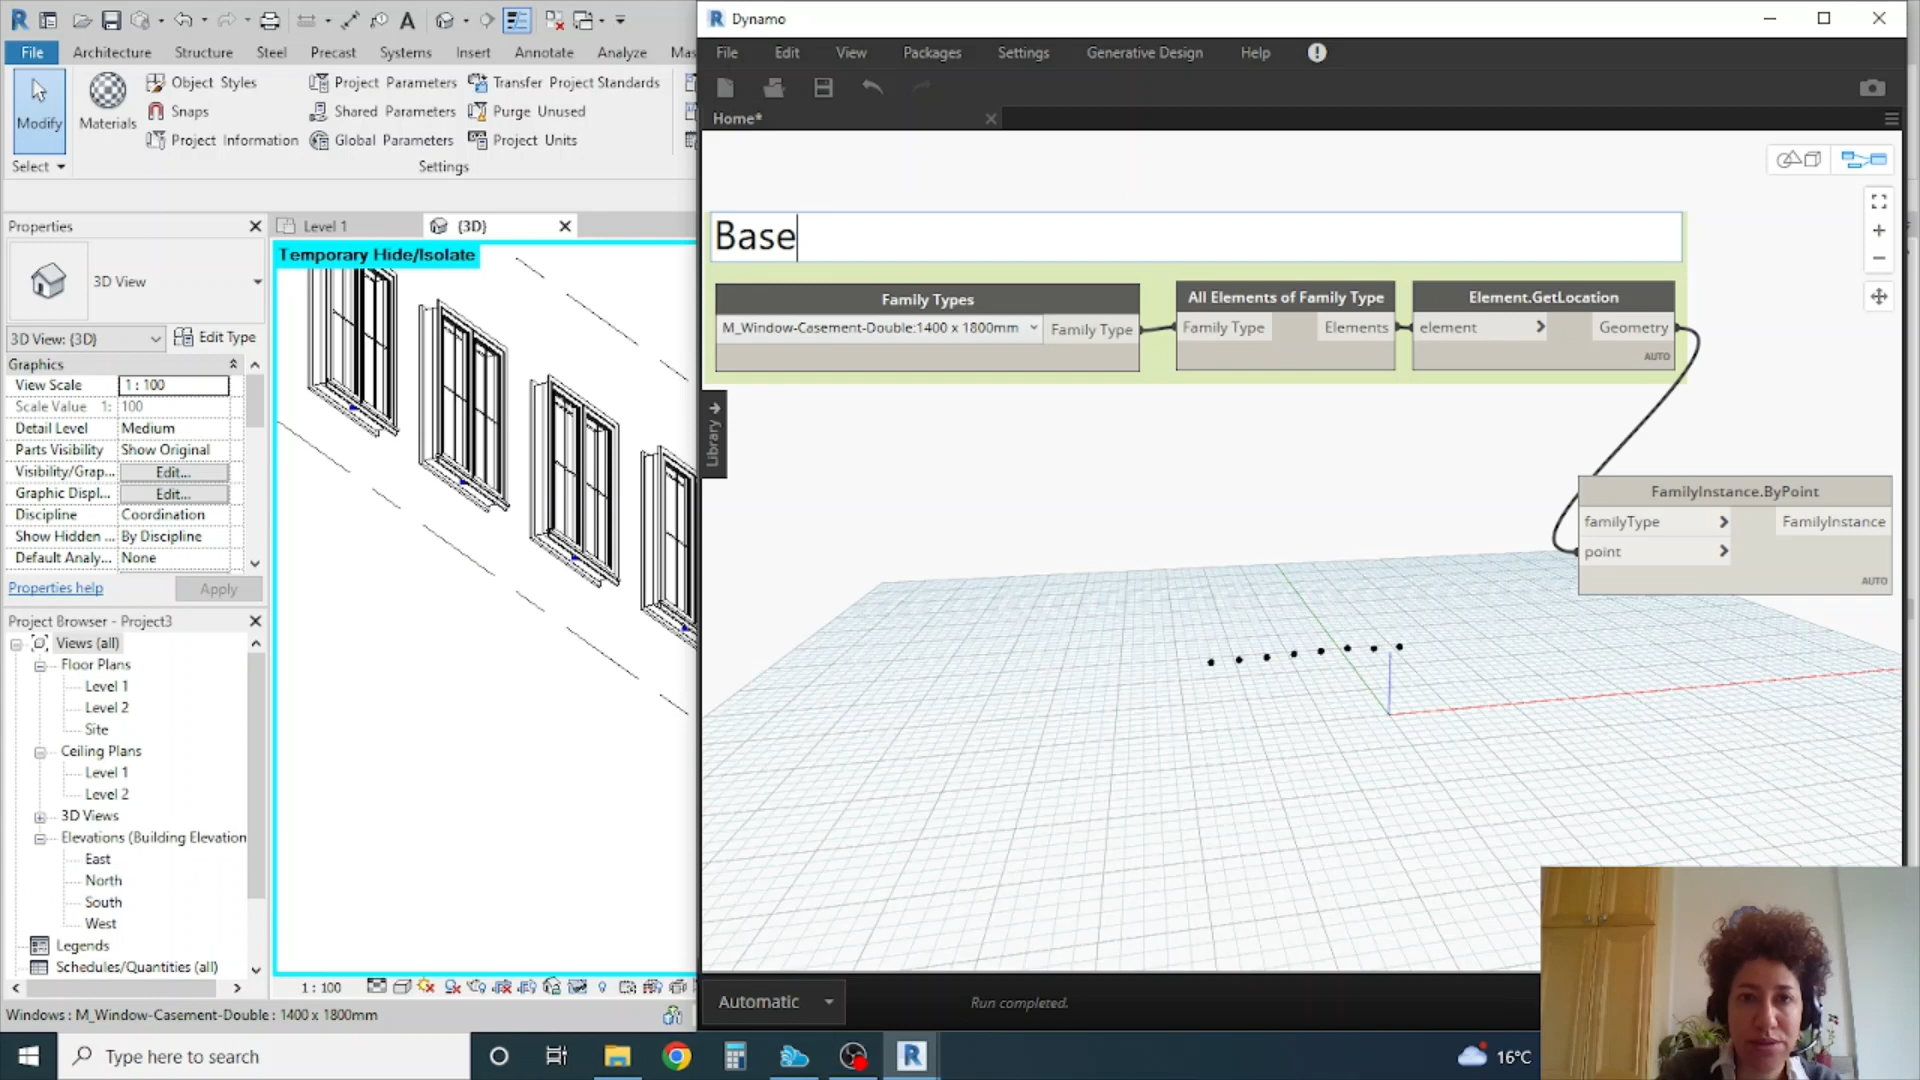 Dynamo
File
Architecture
Structure
Steel
Precast
Systems
Insert
Annotate
Analyze
Mas
File
Edit
View
Packages
Settings
Generative Design
Help
Modify
Materials
Object Styles
Snaps
Project Information
Project Parameters
Shared Parameters
Global Parameters
Transfer Project Standards
Purge Unused
Project Units
Select
Settings
Home*
Properties
Level 1
{3D}
Temporary Hide/Isolate
3D View
3D View: {3D}
Edit Type
Graphics
View Scale
1 : 100
Scale Value 1:
100
Detail Level
Medium
Parts Visibility
Show Original
Visibility/Grap...
Edit...
Graphic Displ...
Edit...
Discipline
Coordination
Show Hidden ...
By Discipline
Default Analy...
None
Properties help
Apply
Project Browser - Project3
Views (all)
Floor Plans
Level 1
Level 2
Site
Ceiling Plans
Level 1
Level 2
3D Views
Elevations (Building Elevation
East
North
South
West
Legends
Schedules/Quantities (all)
1 : 100
Windows : M_Window-Casement-Double : 1400 x 1800mm
Base
Family Types
M_Window-Casement-Double:1400 x 1800mm
Family Type
All Elements of Family Type
Family Type
Elements
Element.GetLocation
element
>
Geometry
AUTO
Library
FamilyInstance.ByPoint
familyType
>
FamilyInstance
point
>
AUTO
Automatic
Run completed.
Type here to search
16°C